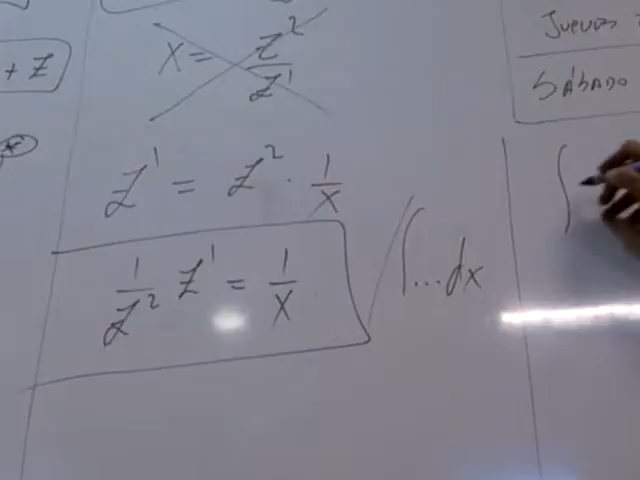 + Z
x = Z² / Z'
Z' = Z² · 1/x
1/Z² Z' = 1/x / ∫...dx
Jueves
SÁBADO
∫